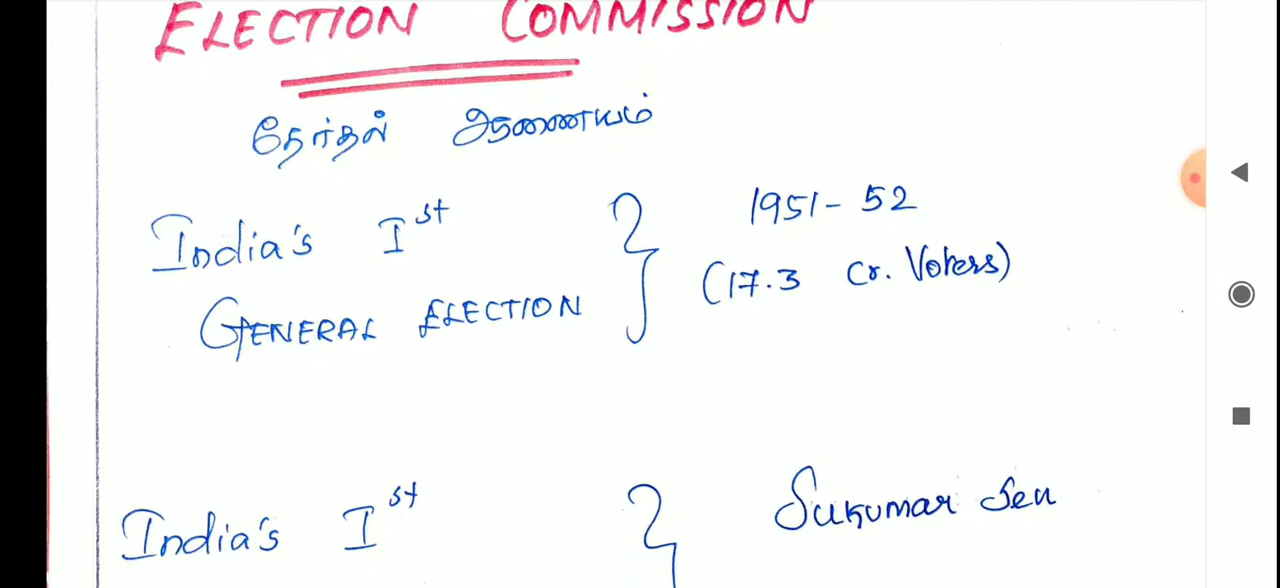 ELECTION COMMISSION
தேர்தல் ஆணையம்
India's Ist
GENERAL ELECTION
1951-52
(17.3 Cr. Voters)
India's Ist
Sukumar Sen